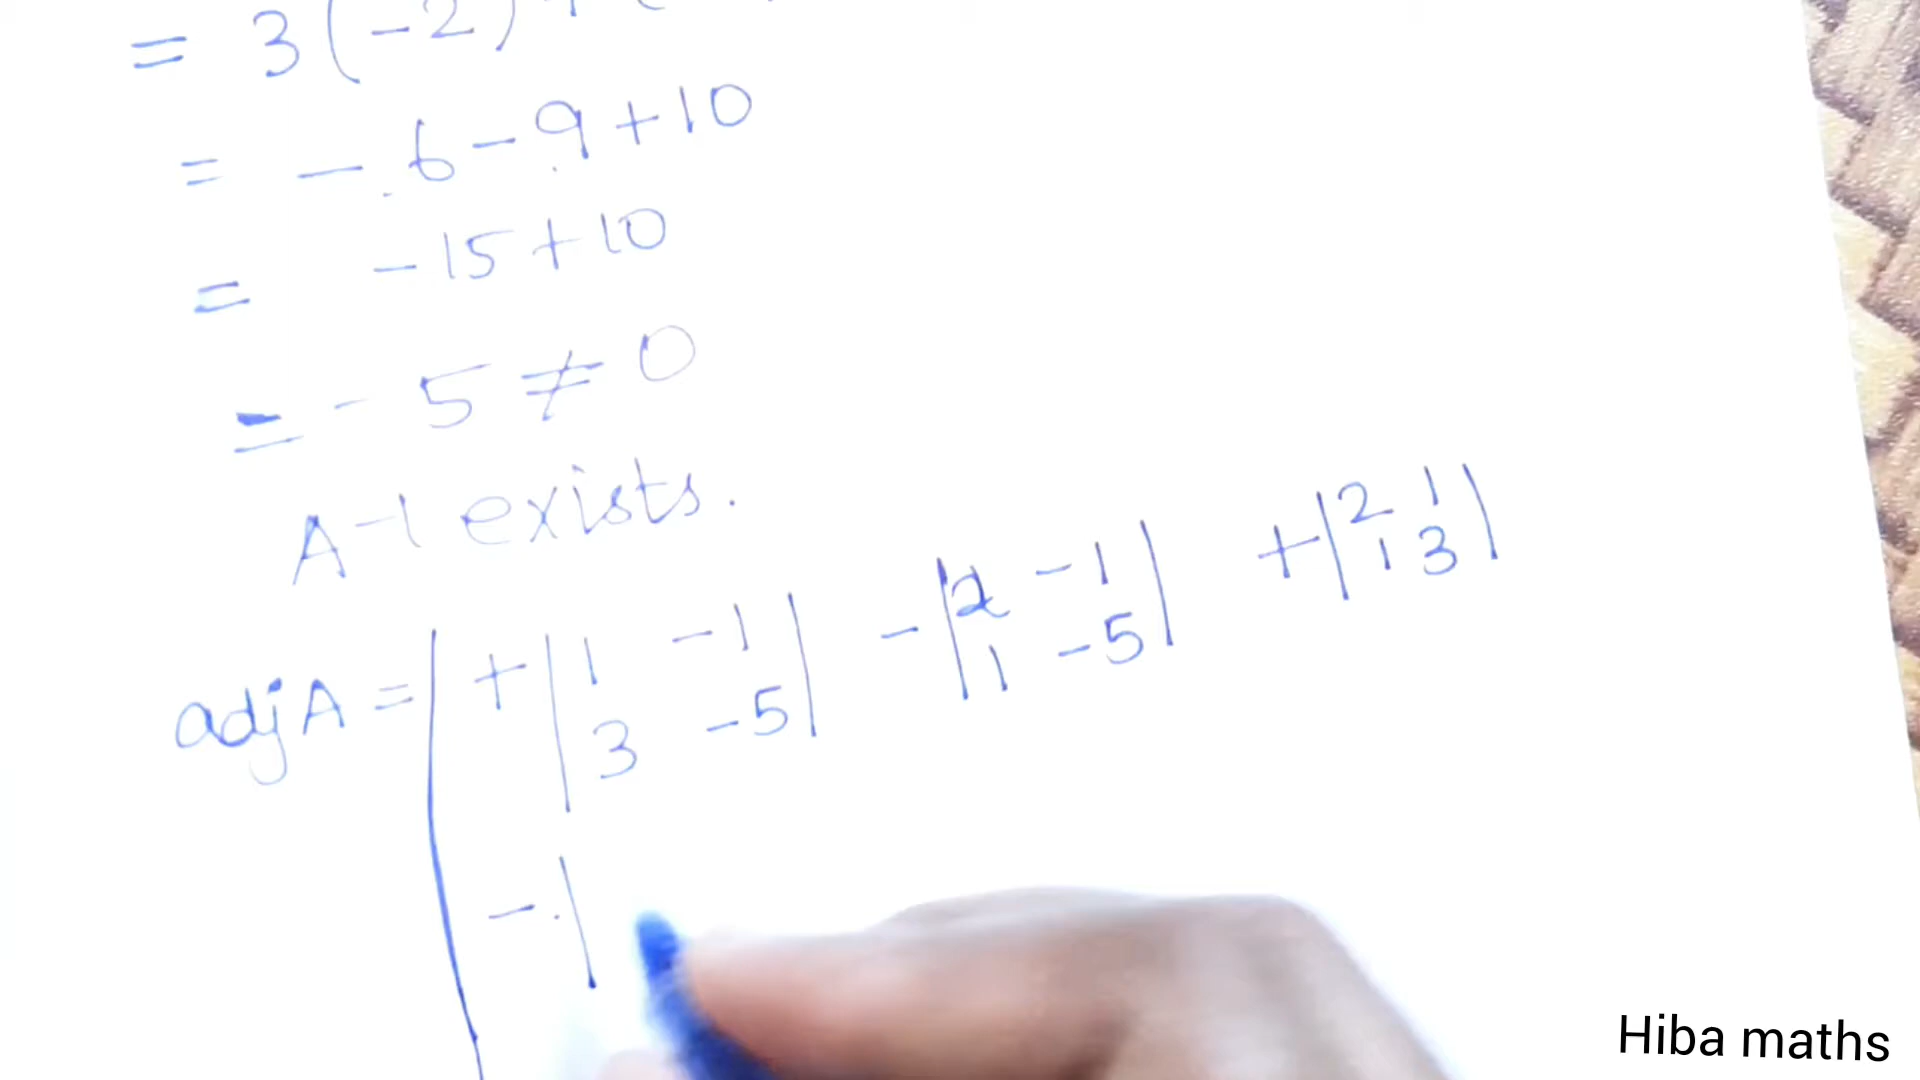 = 3(-2)+(
= -6-9+10
= -15+10
= -5≠0
A-1 exists.
adjA = + | 1 -1 | - | 2 -1 | + | 2 1 |
3 -5 1 -5 1 3
- |
Hiba maths